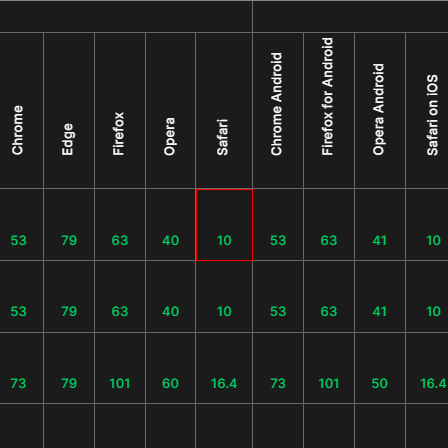 Chrome
Edge
Firefox
Opera
Safari
Chrome Android
Firefox for Android
Opera Android
Safari on iOS
53 79 63 40 10 53 63 41 10
53 79 63 40 10 53 63 41 10
73 79 101 60 16.4 73 101 50 16.4